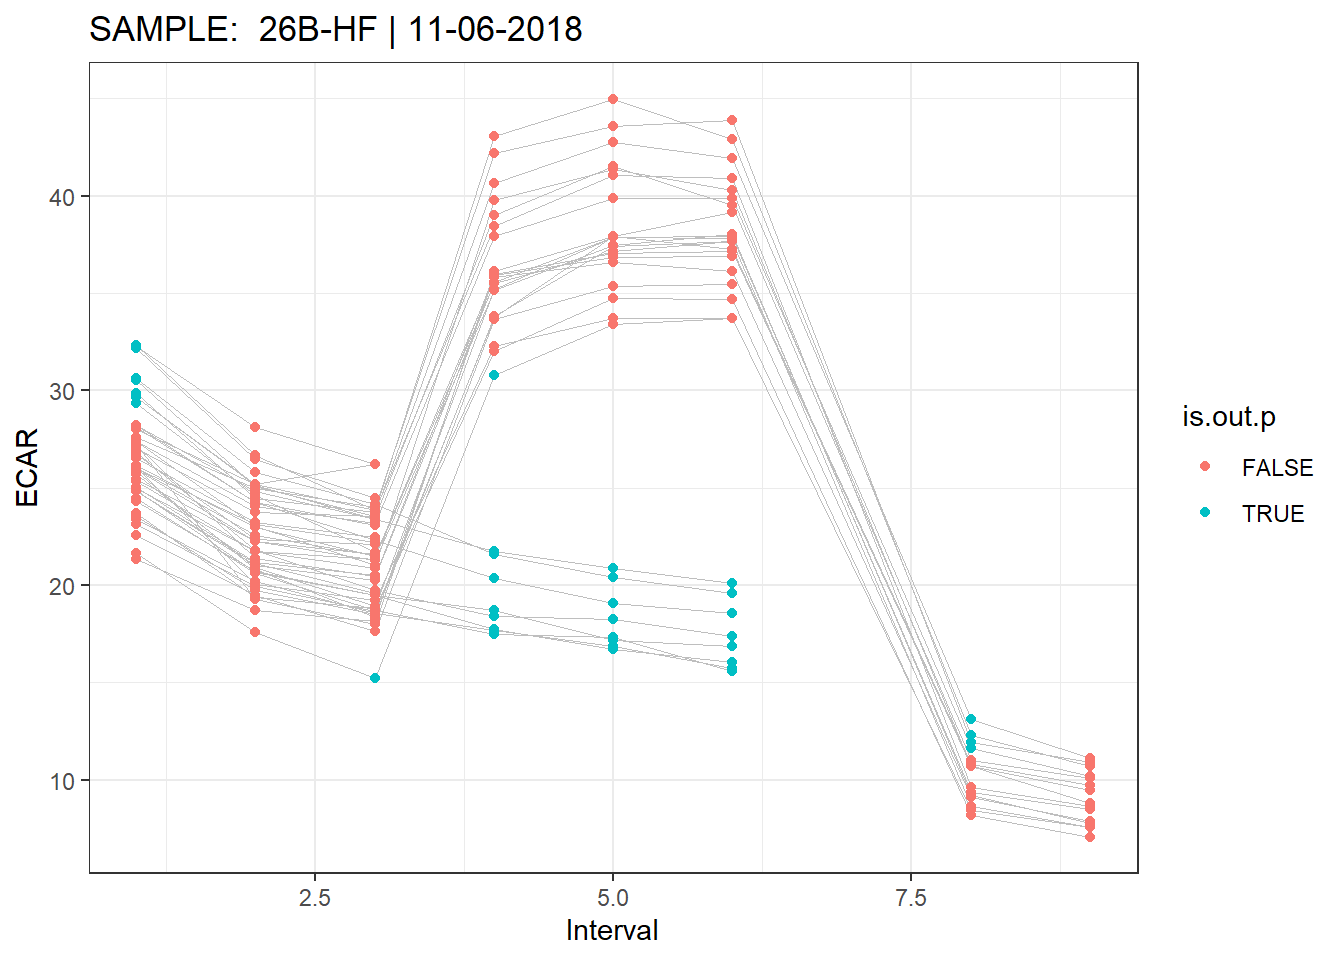 SAMPLE:  26B-HF | 11-06-2018
ECAR
40
30
20
10
2.5
5.0
7.5
Interval
is.out.p
FALSE
TRUE